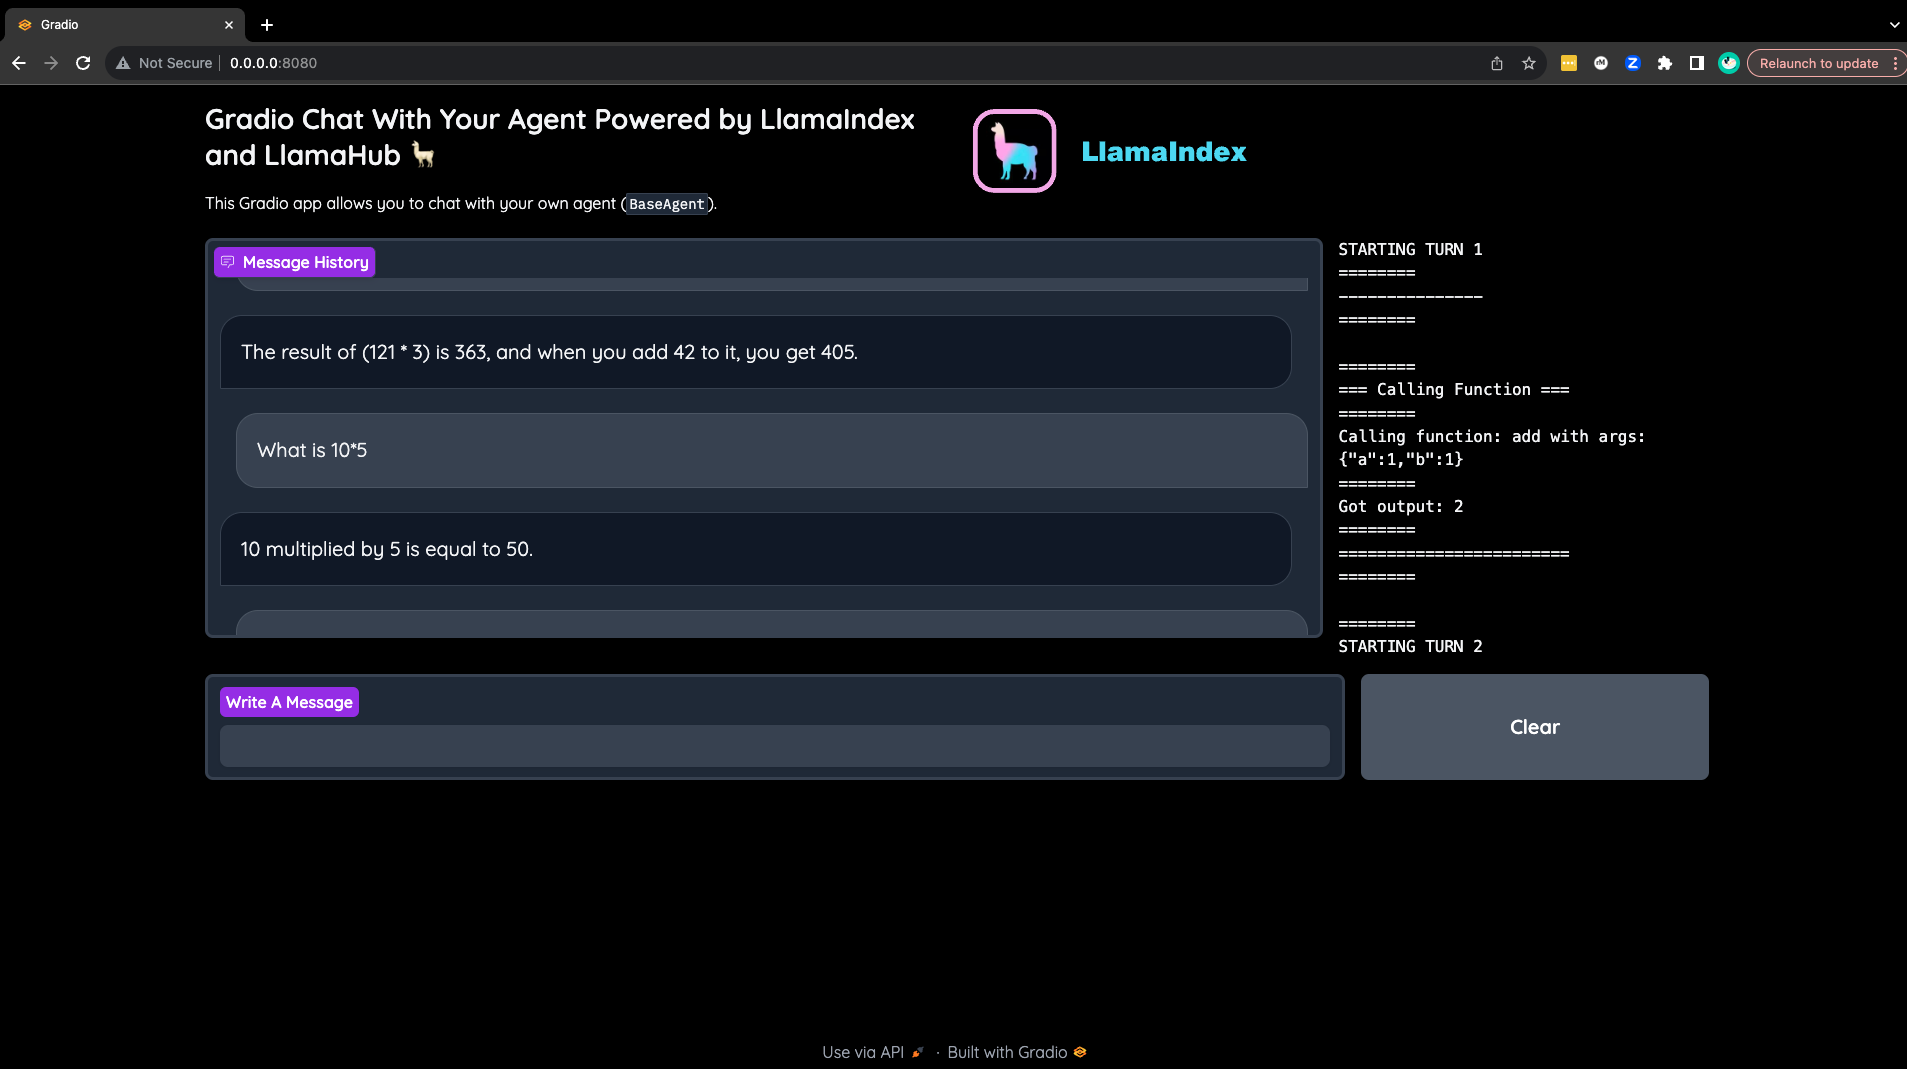 Gradio
Not Secure
0.0.0.0:8080
Relaunch to update
Gradio Chat With Your Agent Powered by LlamaIndex
and LlamaHub 🦙
LlamaIndex
This Gradio app allows you to chat with your own agent (BaseAgent).
Message History
The result of (121 * 3) is 363, and when you add 42 to it, you get 405.
What is 10*5
10 multiplied by 5 is equal to 50.
STARTING TURN 1
========
---------------
========
========
=== Calling Function ===
========
Calling function: add with args:
{"a":1,"b":1}
========
Got output: 2
========
========================
========
========
STARTING TURN 2
Write A Message
Clear
Use via API 🚀 · Built with Gradio